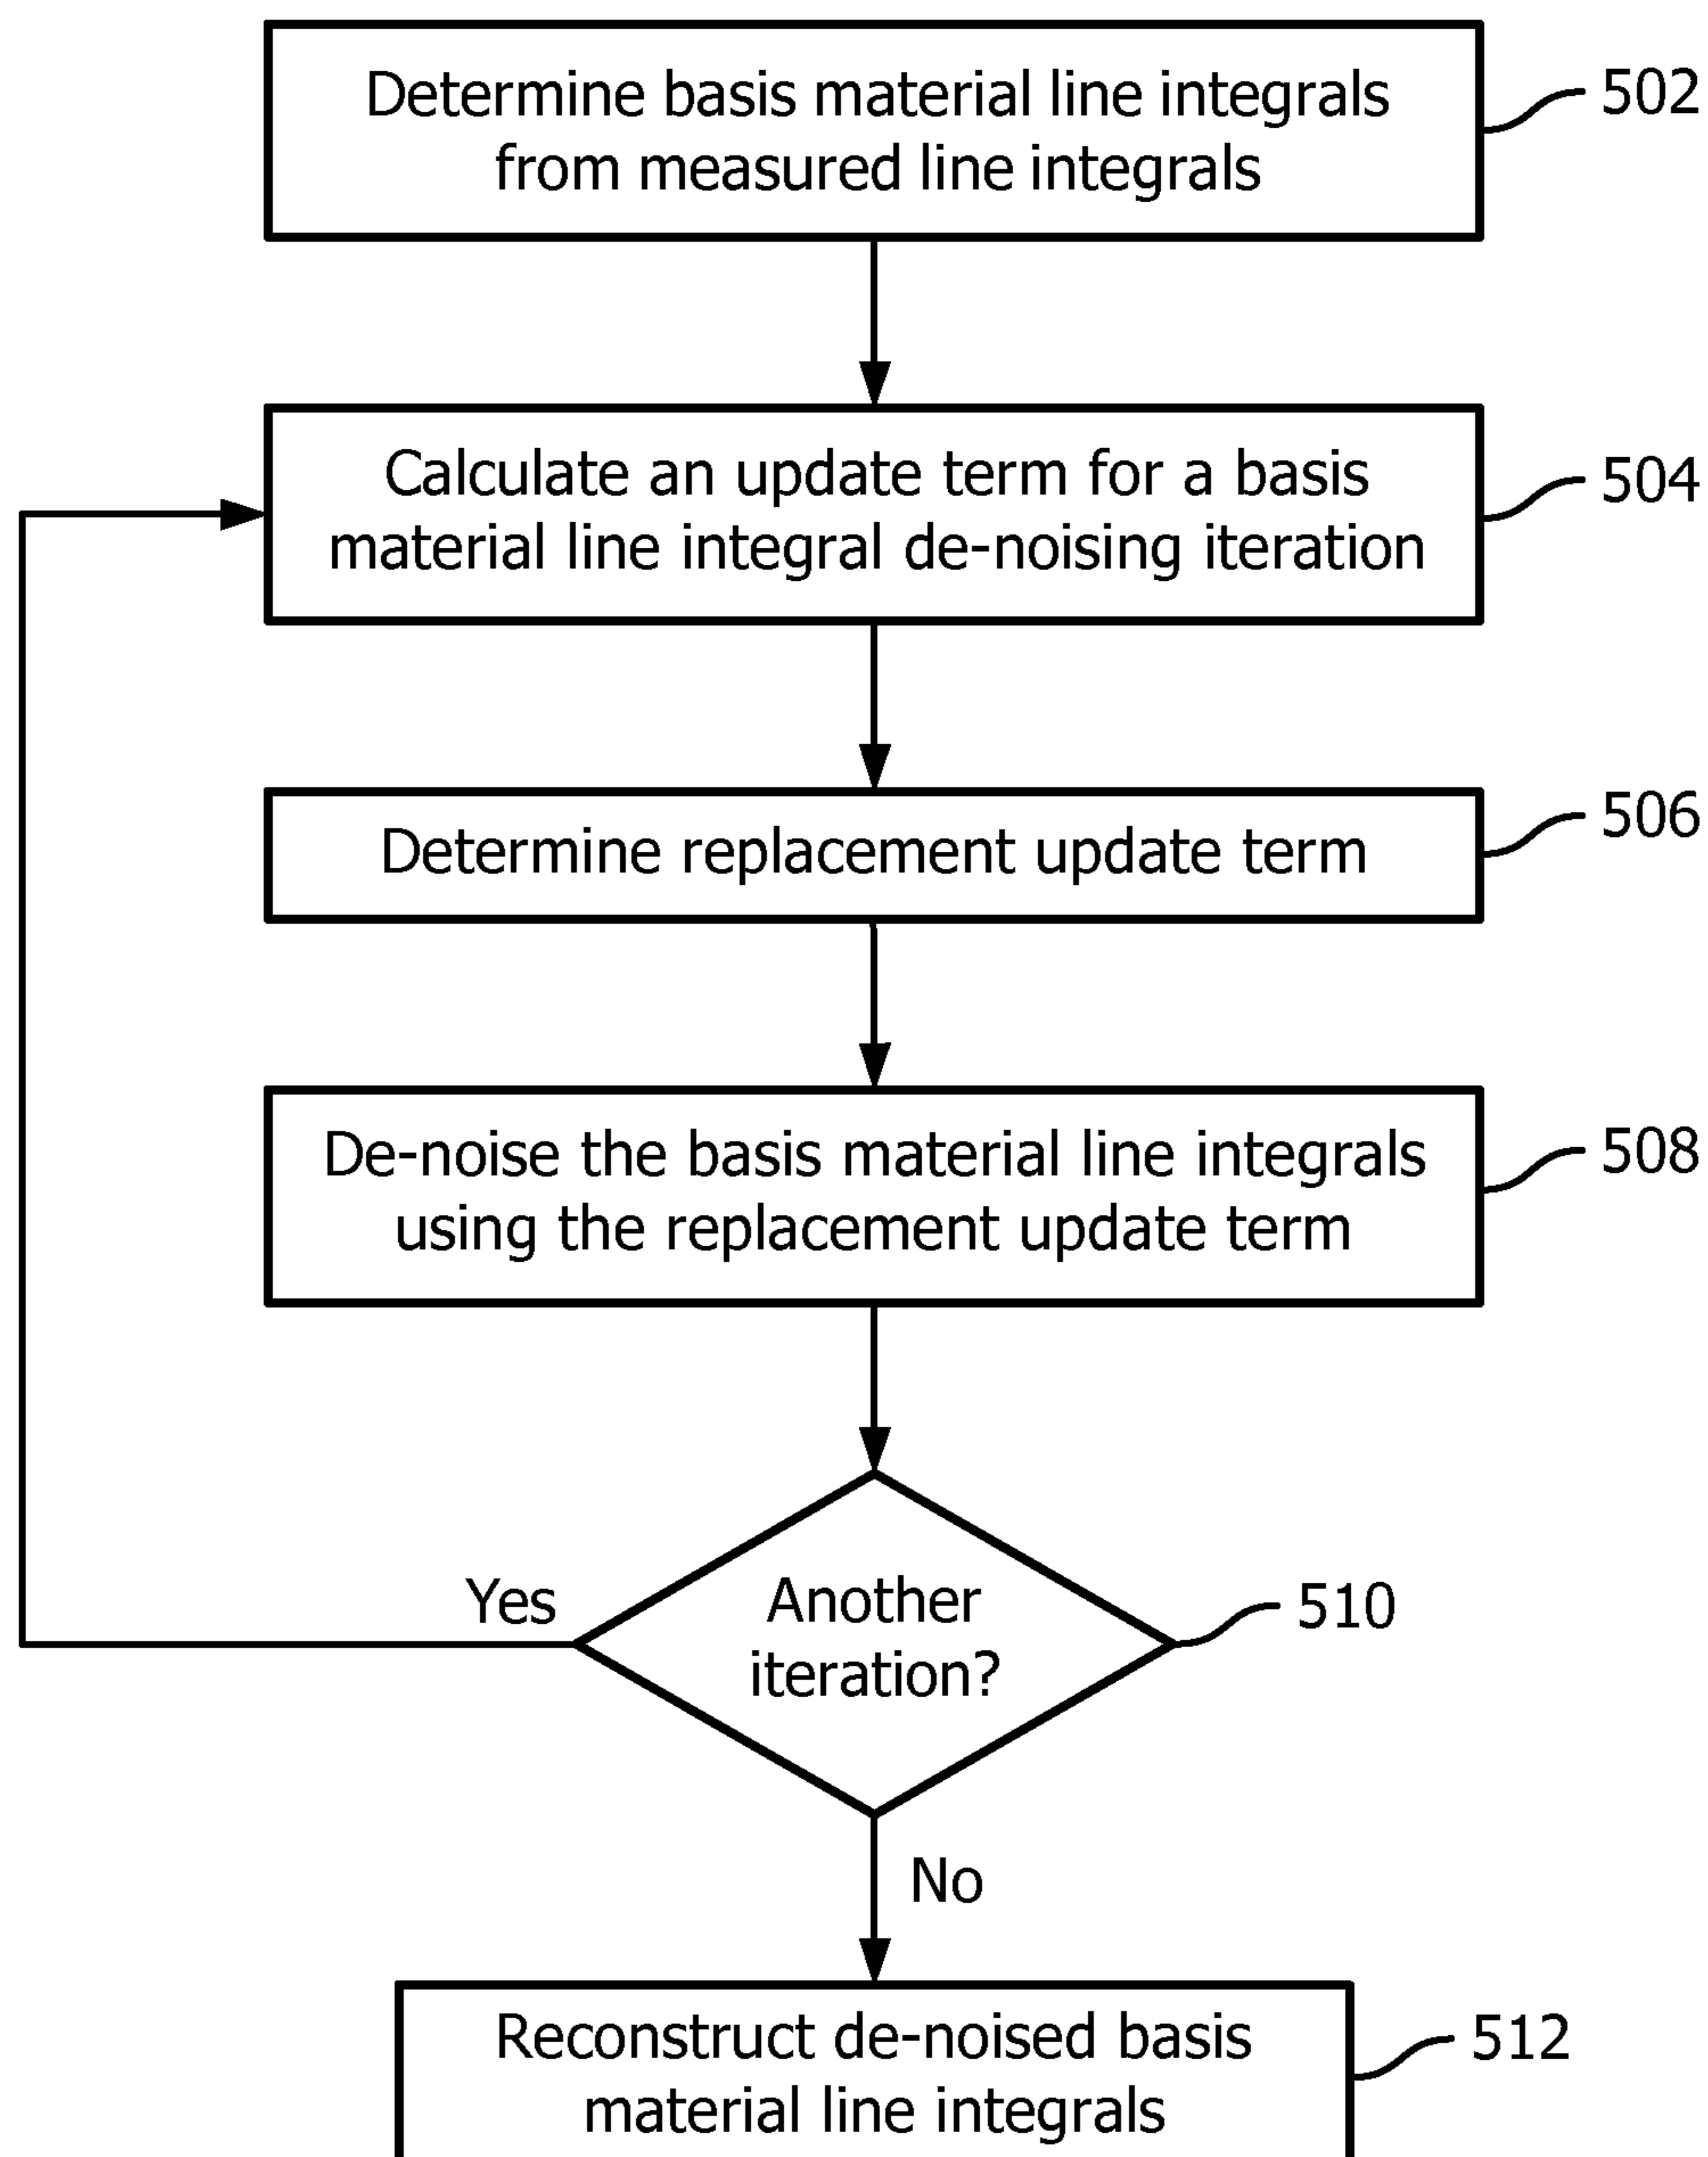 Determine basis material line integrals
from measured line integrals
502
Calculate an update term for a basis
material line integral de-noising iteration
504
Determine replacement update term
506
De-noise the basis material line integrals
using the replacement update term
508
Yes
Another
iteration?
510
No
Reconstruct de-noised basis
material line integrals
512